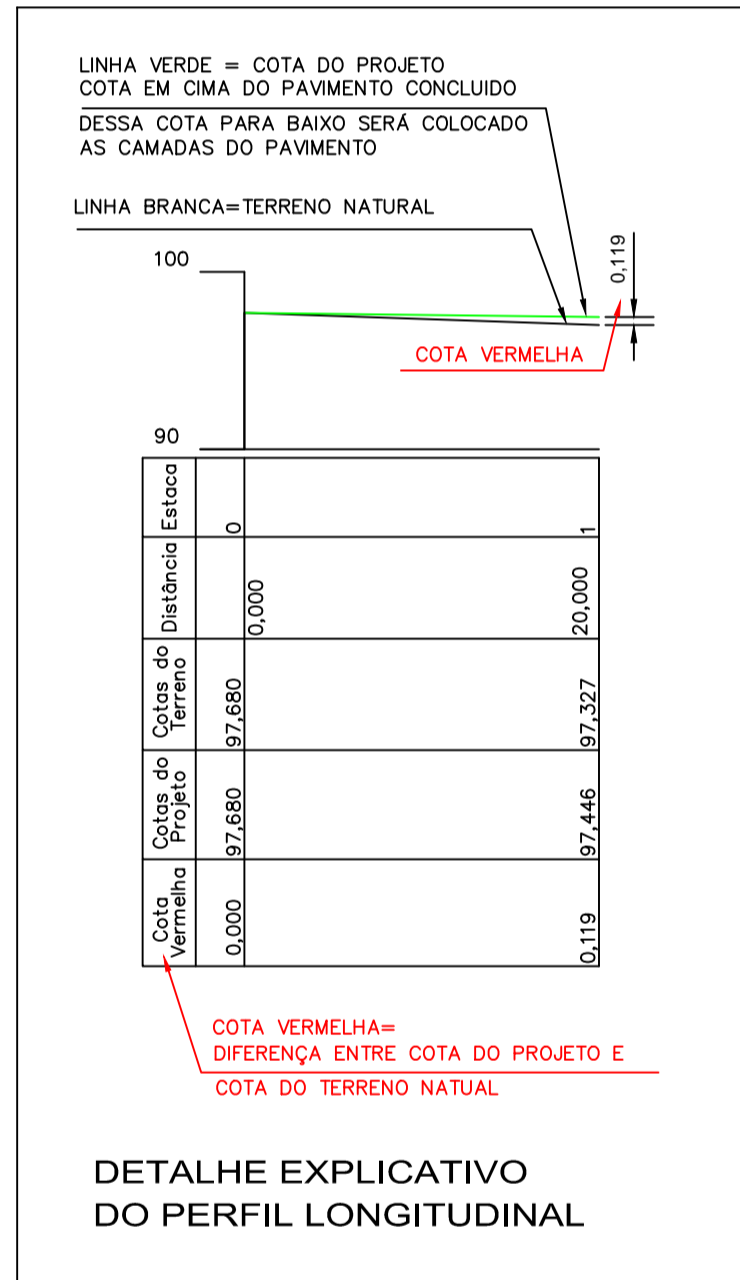 LINHA VERDE = COTA DO PROJETO
COTA EM CIMA DO PAVIMENTO CONCLUIDO
DESSA COTA PARA BAIXO SERÁ COLOCADO
AS CAMADAS DO PAVIMENTO
LINHA BRANCA=TERRENO NATURAL
100
0,119
COTA VERMELHA
90
Estaca
0
1
Distância
0,000
20,000
Cotas do
Terreno
97,680
97,327
Cotas do
Projeto
97,680
97,446
Cota
Vermelha
0,000
0,119
COTA VERMELHA=
DIFERENÇA ENTRE COTA DO PROJETO E
COTA DO TERRENO NATUAL
DETALHE EXPLICATIVO
DO PERFIL LONGITUDINAL